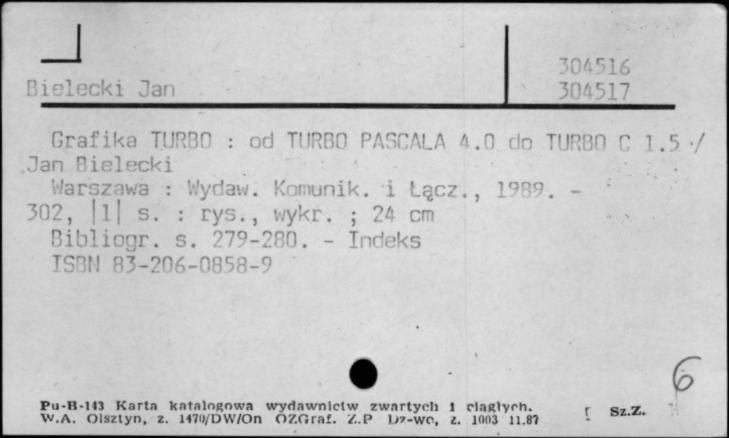 304516
Bielecki Jan 304517
Grafika TURBO : od TURBO PASCALA 4.0 do TURBO C 1.5 /
Jan Bielecki
Warszawa : Wydaw. Komunik. i Łącz., 1989. -
302, |1| s. : rys., wykr. ; 24 cm
Bibliogr. s. 279-280. - Indeks
ISBN 83-206-0858-9
6
Pu-B-143 Karta katalogowa wydawnictw zwartych i ciągłych.
W.A. Olsztyn, z. 1470/DW/On OZGraf. Z.P Dz-wo, z. 1003 11.87 Sz.Z.